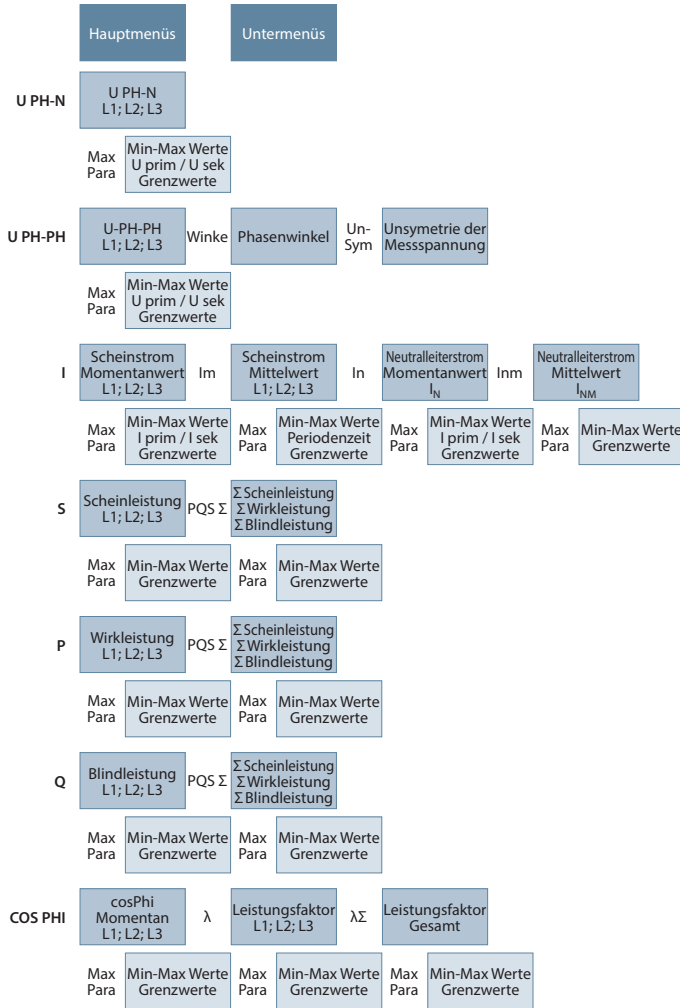 Hauptmenüs Untermenüs
U PH-N
U PH-N
L1; L2; L3
Max
Para
Min-Max Werte
U prim / U sek
Grenzwerte
U PH-PH
U-PH-PH
L1; L2; L3
Winke
Phasenwinkel
Un-
Sym
Unsymetrie der
Messspannung
Max
Para
Min-Max Werte
U prim / U sek
Grenzwerte
I
Scheinstrom
Momentanwert
L1; L2; L3
Im
Scheinstrom
Mittelwert
L1; L2; L3
In
Neutralleiterstrom
Momentanwert
I_N
Inm
Neutralleiterstrom
Mittelwert
I_NM
Max
Para
Min-Max Werte
I prim / I sek
Grenzwerte
Max
Para
Min-Max Werte
Periodenzeit
Grenzwerte
Max
Para
Min-Max Werte
I prim / I sek
Grenzwerte
Max
Para
Min-Max Werte
Grenzwerte
S
Scheinleistung
L1; L2; L3
PQS Σ
Σ Scheinleistung
Σ Wirkleistung
Σ Blindleistung
Max
Para
Min-Max Werte
Grenzwerte
Max
Para
Min-Max Werte
Grenzwerte
P
Wirkleistung
L1; L2; L3
PQS Σ
Σ Scheinleistung
Σ Wirkleistung
Σ Blindleistung
Max
Para
Min-Max Werte
Grenzwerte
Max
Para
Min-Max Werte
Grenzwerte
Q
Blindleistung
L1; L2; L3
PQS Σ
Σ Scheinleistung
Σ Wirkleistung
Σ Blindleistung
Max
Para
Min-Max Werte
Grenzwerte
Max
Para
Min-Max Werte
Grenzwerte
COS PHI
cosPhi
Momentan
L1; L2; L3
λ
Leistungsfaktor
L1; L2; L3
λΣ
Leistungsfaktor
Gesamt
Max
Para
Min-Max Werte
Grenzwerte
Max
Para
Min-Max Werte
Grenzwerte
Max
Para
Min-Max Werte
Grenzwerte